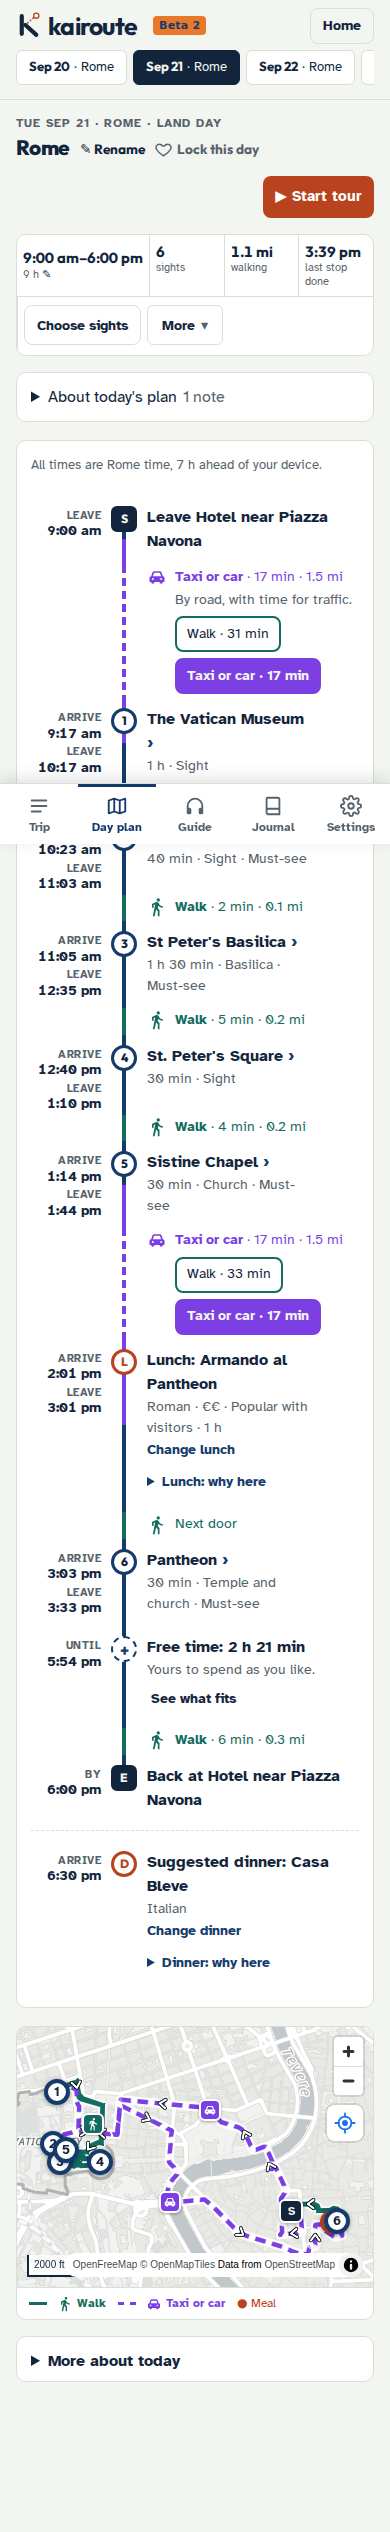 kairoute Beta 2 Home
Sep 20 · Rome Sep 21 · Rome Sep 22 · Rome
TUE SEP 21 · ROME · LAND DAY
Rome ✎ Rename ♡ Lock this day
▶ Start tour
9:00 am–6:00 pm 6 1.1 mi 3:39 pm
9 h ✎ sights walking last stop
done
Choose sights More ▼
▶ About today's plan 1 note
All times are Rome time, 7 h ahead of your device.
LEAVE
9:00 am
S
Leave Hotel near Piazza
Navona
Taxi or car · 17 min · 1.5 mi
By road, with time for traffic.
Walk · 31 min
Taxi or car · 17 min
ARRIVE
9:17 am
LEAVE
10:17 am
1
The Vatican Museum
›
1 h · Sight
Trip Day plan Guide Journal Settings
10:23 am
LEAVE
11:03 am
40 min · Sight · Must-see
Walk · 2 min · 0.1 mi
ARRIVE
11:05 am
LEAVE
12:35 pm
3
St Peter's Basilica ›
1 h 30 min · Basilica ·
Must-see
Walk · 5 min · 0.2 mi
ARRIVE
12:40 pm
LEAVE
1:10 pm
4
St. Peter's Square ›
30 min · Sight
Walk · 4 min · 0.2 mi
ARRIVE
1:14 pm
LEAVE
1:44 pm
5
Sistine Chapel ›
30 min · Church · Must-
see
Taxi or car · 17 min · 1.5 mi
Walk · 33 min
Taxi or car · 17 min
ARRIVE
2:01 pm
LEAVE
3:01 pm
L
Lunch: Armando al
Pantheon
Roman · €€ · Popular with
visitors · 1 h
Change lunch
▶ Lunch: why here
Next door
ARRIVE
3:03 pm
LEAVE
3:33 pm
6
Pantheon ›
30 min · Temple and
church · Must-see
UNTIL
5:54 pm
+
Free time: 2 h 21 min
Yours to spend as you like.
See what fits
Walk · 6 min · 0.3 mi
BY
6:00 pm
E
Back at Hotel near Piazza
Navona
ARRIVE
6:30 pm
D
Suggested dinner: Casa
Bleve
Italian
Change dinner
▶ Dinner: why here
Tevere
+
−
1
2
5
3
4
S
6
2000 ft OpenFreeMap © OpenMapTiles Data from OpenStreetMap
Walk Taxi or car Meal
▶ More about today